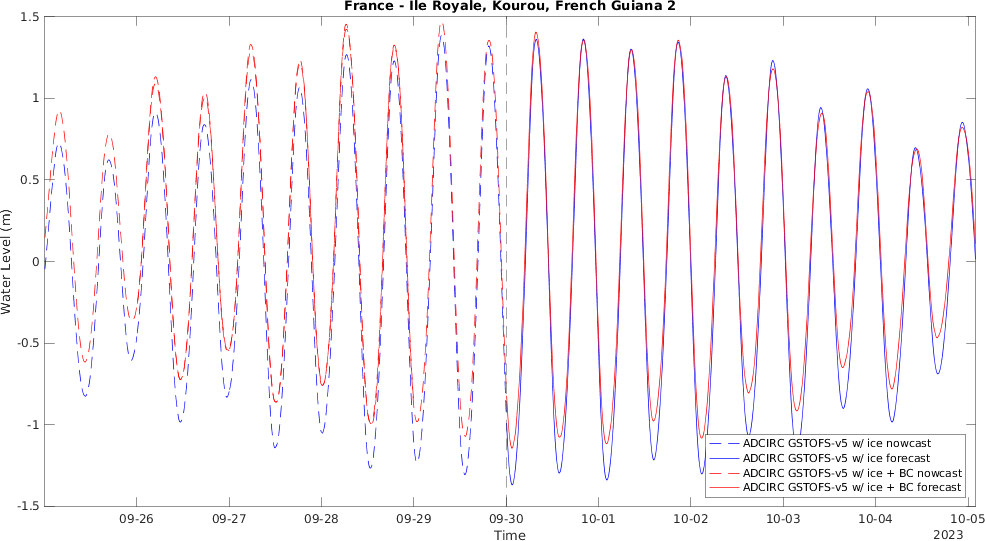 France - Ile Royale, Kourou, French Guiana 2
1.5
1
0.5
0
-0.5
-1
-1.5
Water Level (m)
ADCIRC GSTOFS-v5 w/ ice nowcast
ADCIRC GSTOFS-v5 w/ ice forecast
ADCIRC GSTOFS-v5 w/ ice + BC nowcast
ADCIRC GSTOFS-v5 w/ ice + BC forecast
09-26 09-27 09-28 09-29 09-30 10-01 10-02 10-03 10-04 10-05
Time
2023